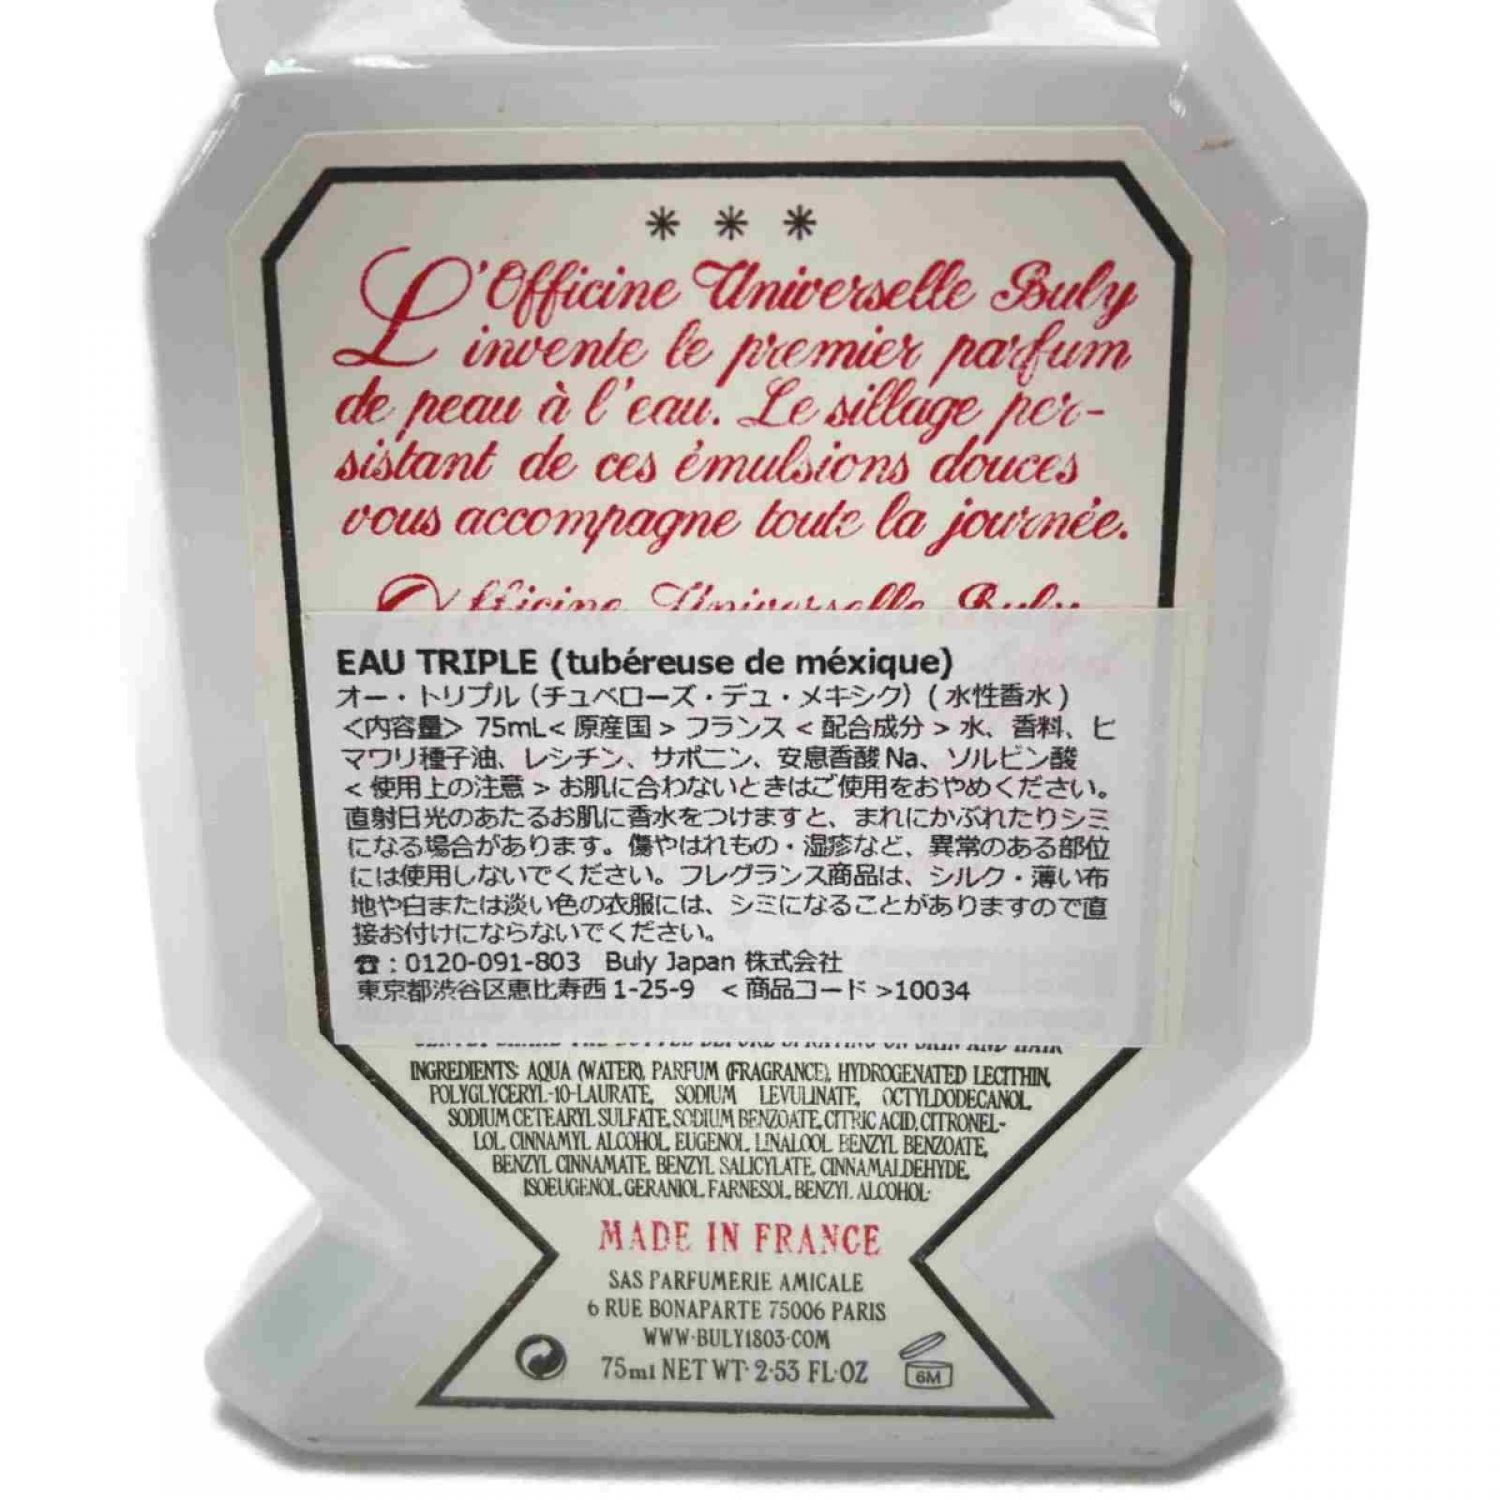 L'Officine Universelle Buly
invente le premier parfum
de peau à l'eau. Le sillage per-
sistant de ces émulsions douces
vous accompagne toute la journée.
Officine Universelle Buly
EAU TRIPLE (tubéreuse de méxique)
オー・トリプル（チュベローズ・デュ・メキシク）( 水性香水 )
＜内容量＞ 75mL< 原産国 > フランス < 配合成分 > 水、香料、ヒ
マワリ種子油、レシチン、サポニン、安息香酸 Na、ソルビン酸
< 使用上の注意 > お肌に合わないときはご使用をおやめください。
直射日光のあたるお肌に香水をつけますと、まれにかぶれたりシミ
になる場合があります。傷やはれもの・湿疹など、異常のある部位
には使用しないでください。フレグランス商品は、シルク・薄い布
地や白または淡い色の衣服には、シミになることがありますので直
接お付けにならないでください。
☎ : 0120-091-803 Buly Japan 株式会社
東京都渋谷区恵比寿西 1-25-9 < 商品コード >10034
INGREDIENTS: AQUA (WATER), PARFUM (FRAGRANCE), HYDROGENATED LECITHIN,
POLYGLYCERYL-10-LAURATE, SODIUM LEVULINATE, OCTYLDODECANOL,
SODIUM CETEARYL SULFATE, SODIUM BENZOATE, CITRIC ACID, CITRONEL-
LOL, CINNAMYL ALCOHOL, EUGENOL, LINALOOL, BENZYL BENZOATE,
BENZYL CINNAMATE, BENZYL SALICYLATE, CINNAMALDEHYDE,
ISOEUGENOL, GERANIOL, FARNESOL, BENZYL ALCOHOL·
MADE IN FRANCE
SAS PARFUMERIE AMICALE
6 RUE BONAPARTE 75006 PARIS
WWW·BULY1803·COM
75ml NET WT· 2·53 FL·OZ
6M